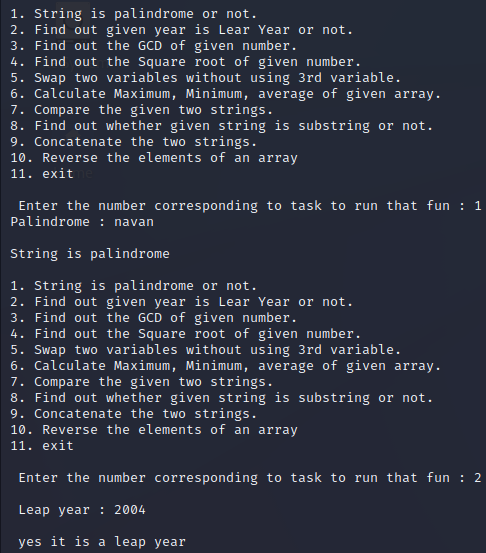 1. String is palindrome or not.
2. Find out given year is Lear Year or not.
3. Find out the GCD of given number.
4. Find out the Square root of given number.
5. Swap two variables without using 3rd variable.
6. Calculate Maximum, Minimum, average of given array.
7. Compare the given two strings.
8. Find out whether given string is substring or not.
9. Concatenate the two strings.
10. Reverse the elements of an array
11. exit
Enter the number corresponding to task to run that fun : 1
Palindrome : navan
String is palindrome
1. String is palindrome or not.
2. Find out given year is Lear Year or not.
3. Find out the GCD of given number.
4. Find out the Square root of given number.
5. Swap two variables without using 3rd variable.
6. Calculate Maximum, Minimum, average of given array.
7. Compare the given two strings.
8. Find out whether given string is substring or not.
9. Concatenate the two strings.
10. Reverse the elements of an array
11. exit
Enter the number corresponding to task to run that fun : 2
Leap year : 2004
yes it is a leap year